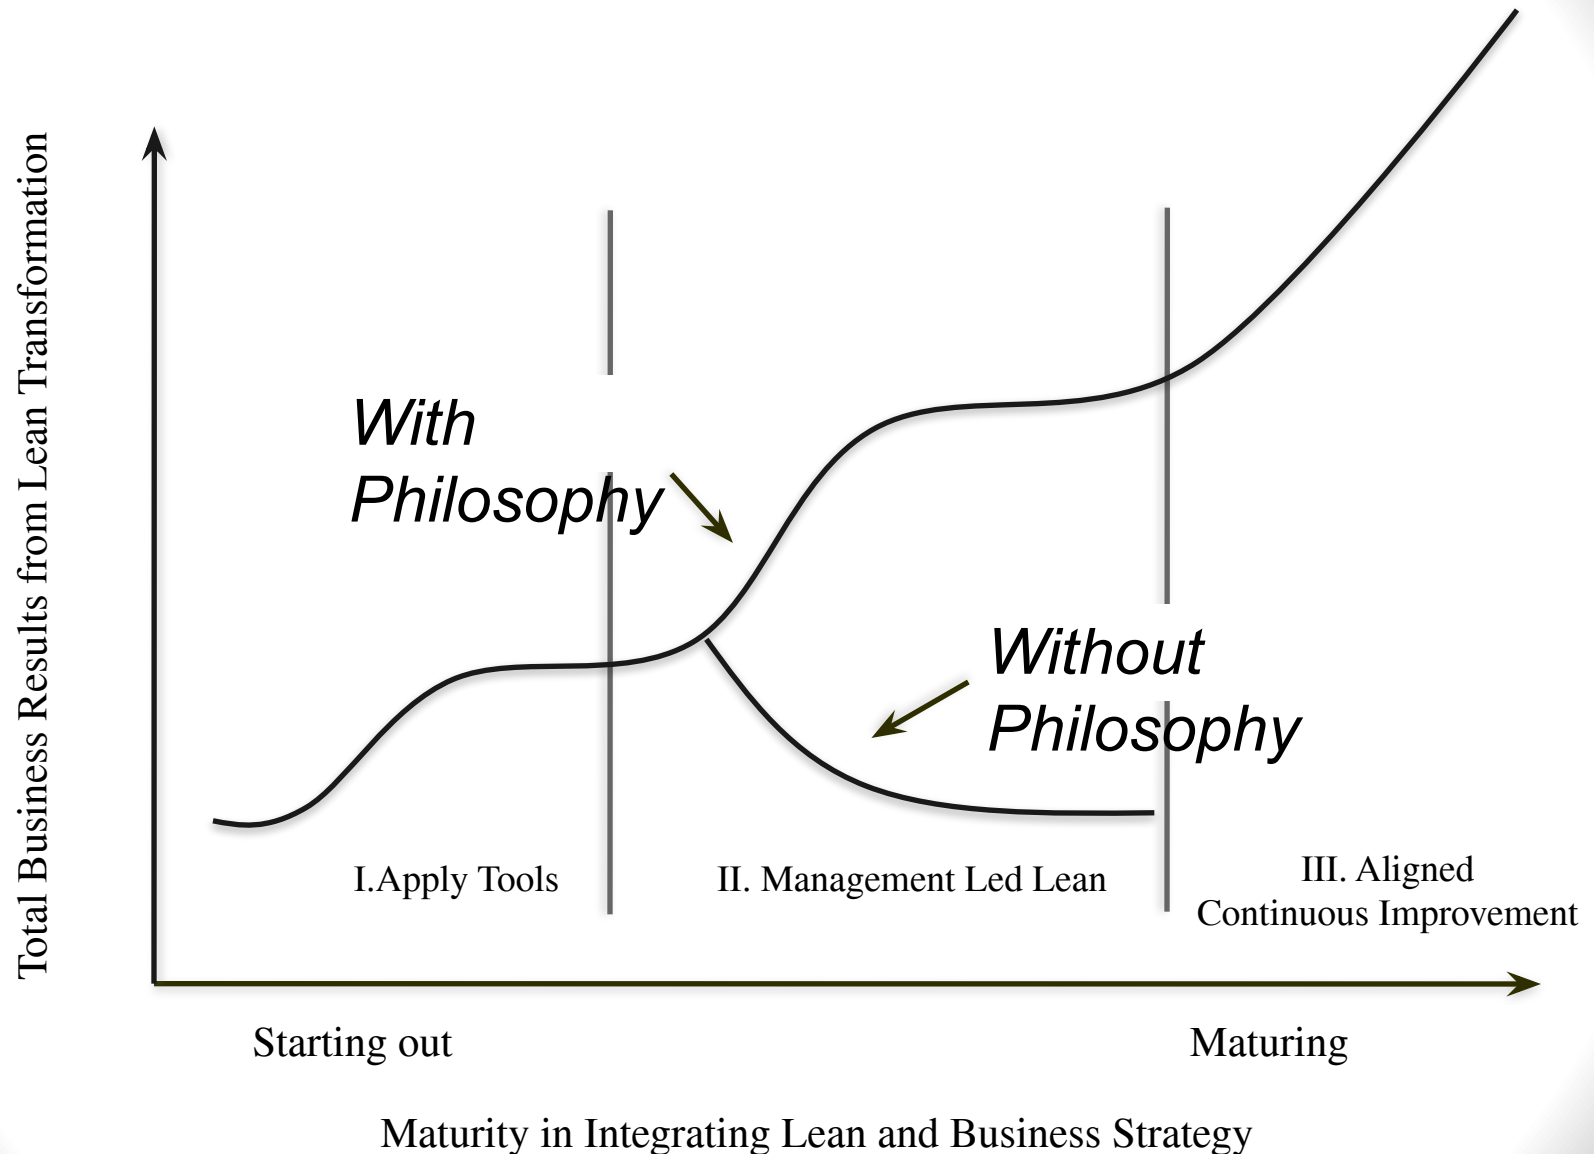 Total Business Results from Lean Transformation
With
Philosophy
Without
Philosophy
I.Apply Tools
II. Management Led Lean
III. Aligned
Continuous Improvement
Starting out
Maturing
Maturity in Integrating Lean and Business Strategy